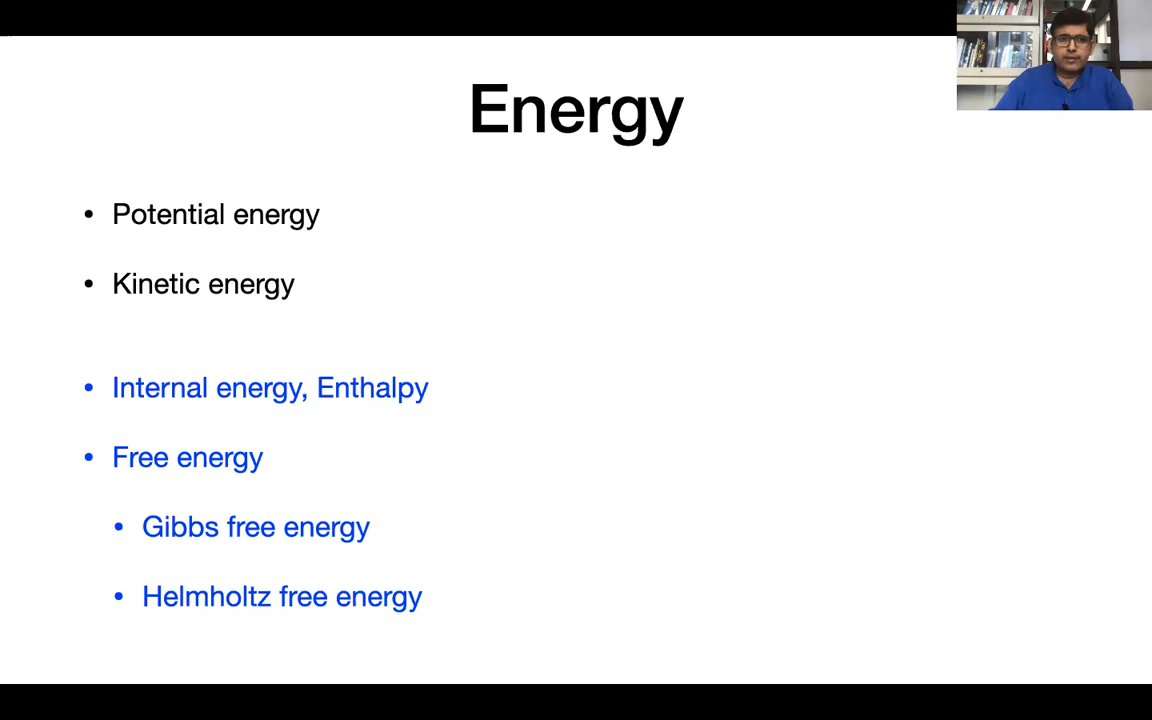 Energy
• Potential energy
• Kinetic energy
• Internal energy, Enthalpy
• Free energy
• Gibbs free energy
• Helmholtz free energy